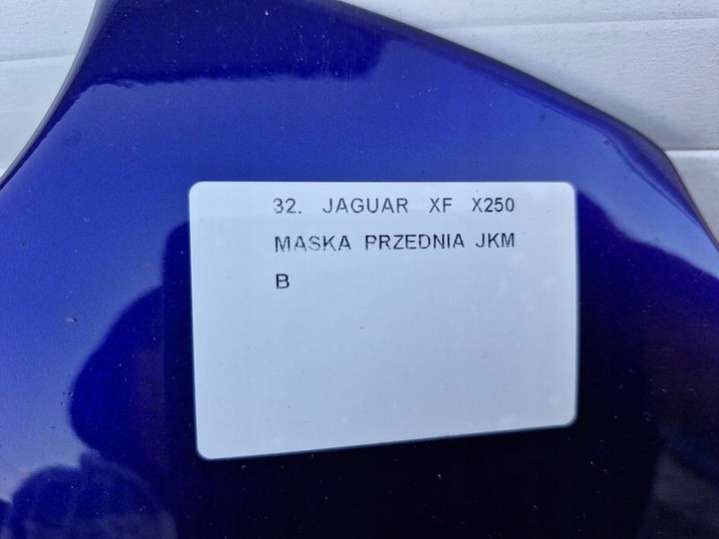 32. JAGUAR XF X250
MASKA PRZEDNIA JKM
B